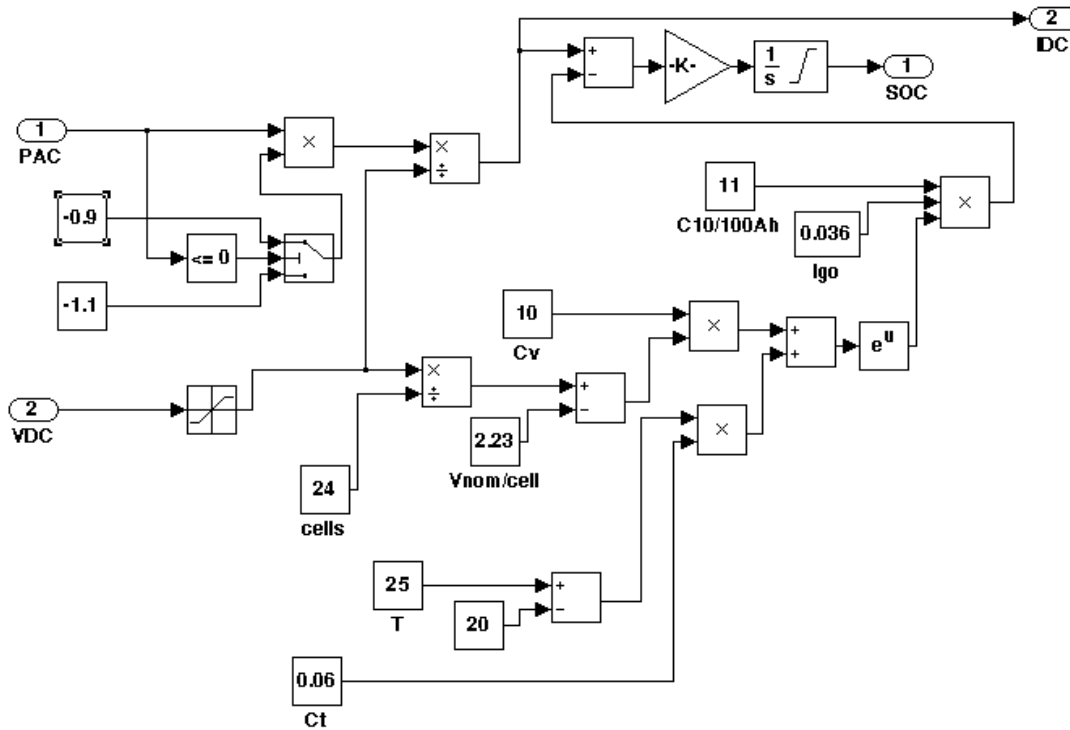 2
IDC
+
−
-K-
1
s
1
SOC
1
PAC
×
×
÷
-0.9
<= 0
-1.1
11
C10/100Ah
0.036
Igo
×
10
Cv
×
+
+
e^u
2
VDC
×
÷
+
−
2.23
Vnom/cell
×
24
cells
25
T
+
−
20
0.06
Ct